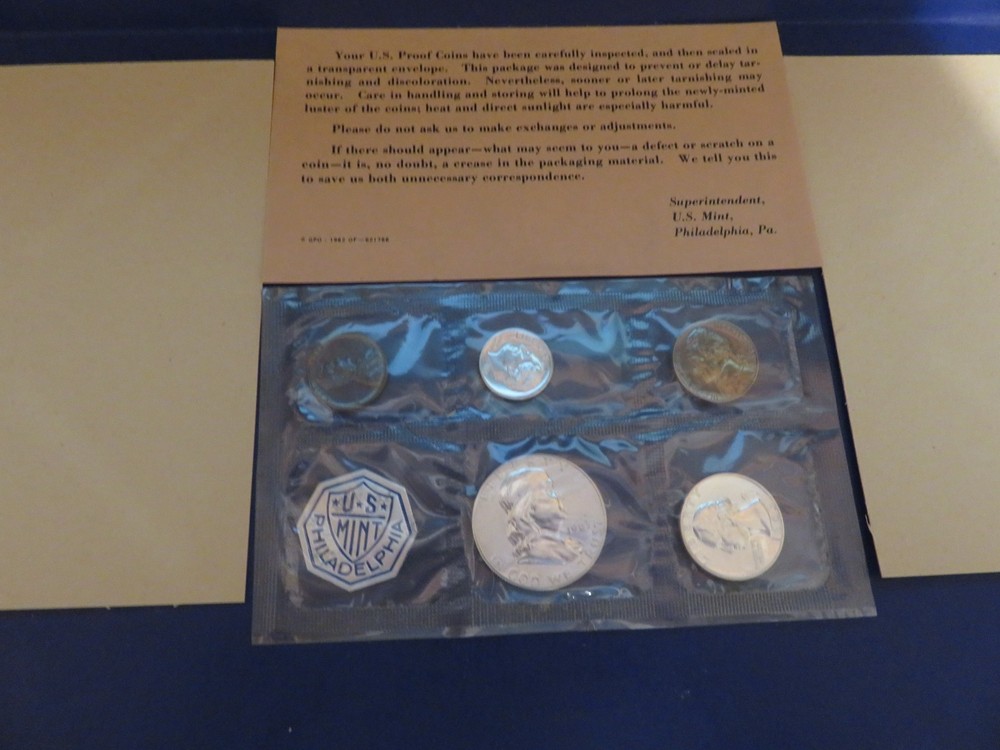 Your U.S. Proof Coins have been carefully inspected, and then sealed in
a transparent envelope. This package was designed to prevent or delay tar-
nishing and discoloration. Nevertheless, sooner or later tarnishing may
occur. Care in handling and storing will help to prolong the newly-minted
luster of the coins; heat and direct sunlight are especially harmful.
Please do not ask us to make exchanges or adjustments.
If there should appear—what may seem to you—a defect or scratch on a
coin—it is, no doubt, a crease in the packaging material. We tell you this
to save us both unnecessary correspondence.
Superintendent,
U.S. Mint,
Philadelphia, Pa.
U·S
MINT
PHILADELPHIA
GOD WE TRUST